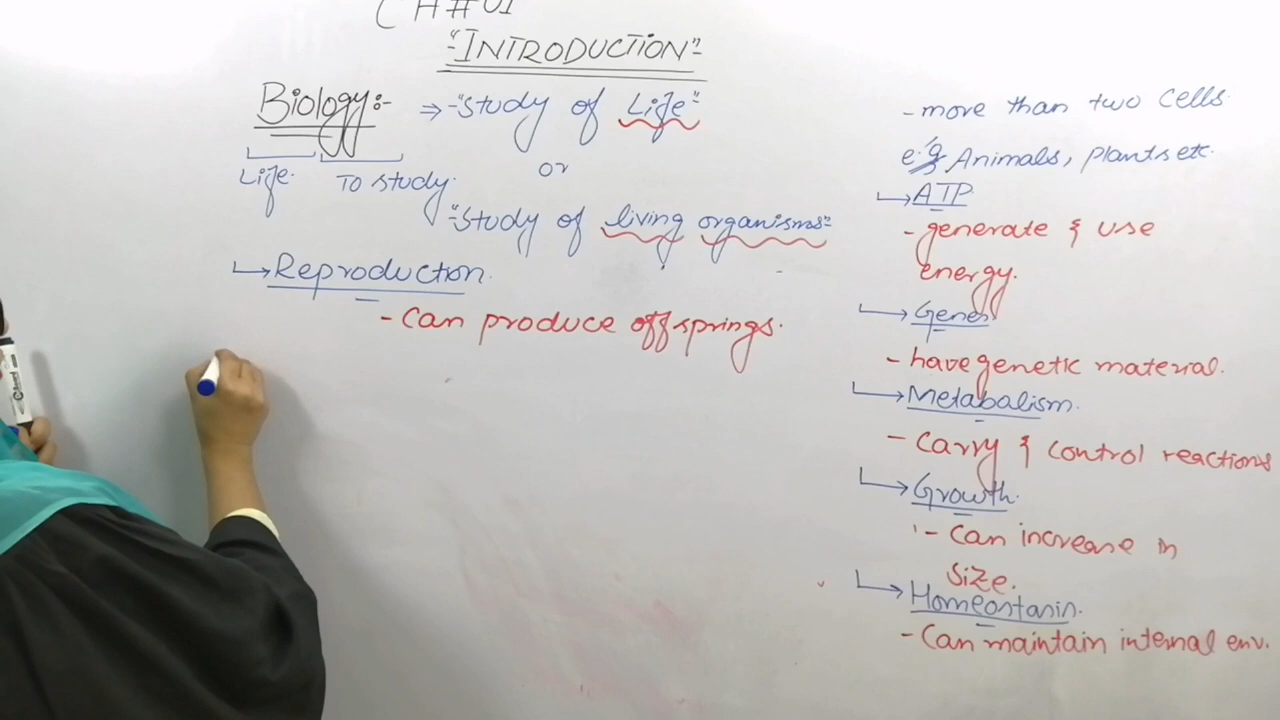 CH#01
"INTRODUCTION"
Biology:- ⇒ "Study of Life"
Life. To study. or
"Study of living organisms"
↳ Reproduction.
- Can produce offsprings.
- more than two cells.
e.g Animals, plants etc.
↳ ATP
- generate & use
energy.
↳ Genes
- have genetic material.
↳ Metabalism.
- Carry & control reactions
↳ Growth.
- Can increase in
size.
↳ Homeostasis.
- Can maintain internal env.